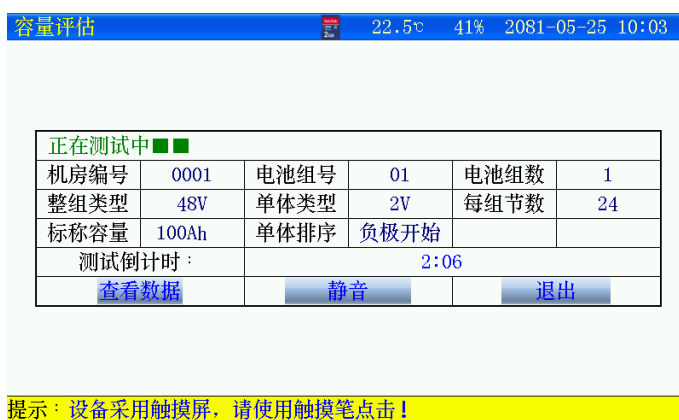 容量评估 22.5℃ 41% 2081-05-25 10:03
正在测试中
机房编号 0001 电池组号 01 电池组数 1
整组类型 48V 单体类型 2V 每组节数 24
标称容量 100Ah 单体排序 负极开始
测试倒计时： 2:06
查看数据 静音 退出
提示：设备采用触摸屏，请使用触摸笔点击！